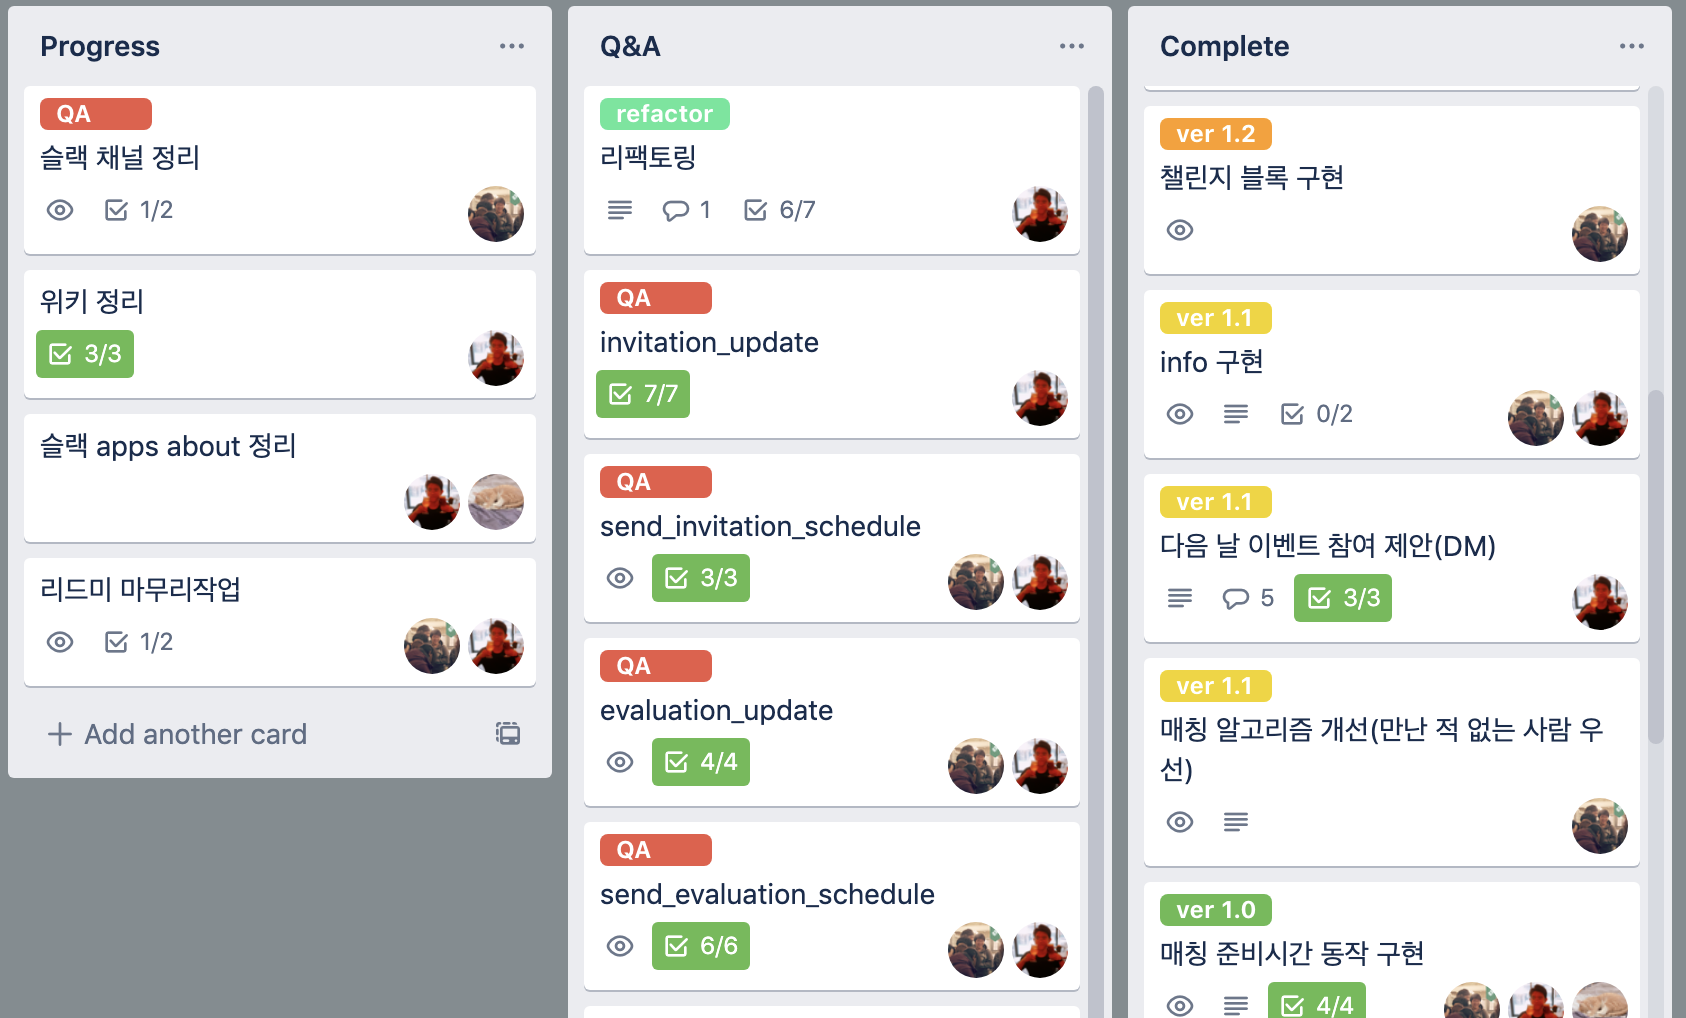 Progress
QA
슬랙 채널 정리
1/2
위키 정리
3/3
슬랙 apps about 정리
리드미 마무리작업
1/2
Add another card
Q&A
refactor
리팩토링
1 6/7
QA
invitation_update
7/7
QA
send_invitation_schedule
3/3
QA
evaluation_update
4/4
QA
send_evaluation_schedule
6/6
Complete
ver 1.2
챌린지 블록 구현
ver 1.1
info 구현
0/2
ver 1.1
다음 날 이벤트 참여 제안(DM)
5 3/3
ver 1.1
매칭 알고리즘 개선(만난 적 없는 사람 우
선)
ver 1.0
매칭 준비시간 동작 구현
4/4